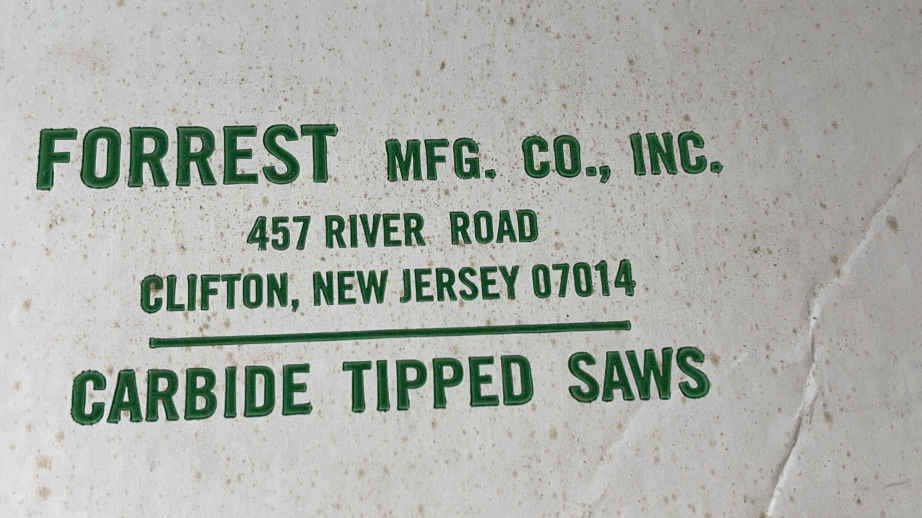 FORREST MFG. CO., INC.
457 RIVER ROAD
CLIFTON, NEW JERSEY 07014
CARBIDE TIPPED SAWS